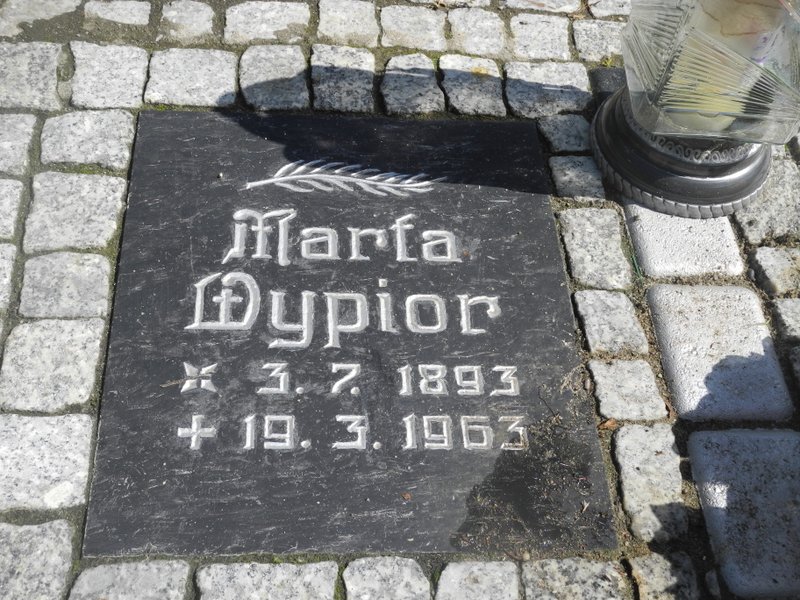 Marta
Wypior
3. 7. 1893
19. 3. 1963